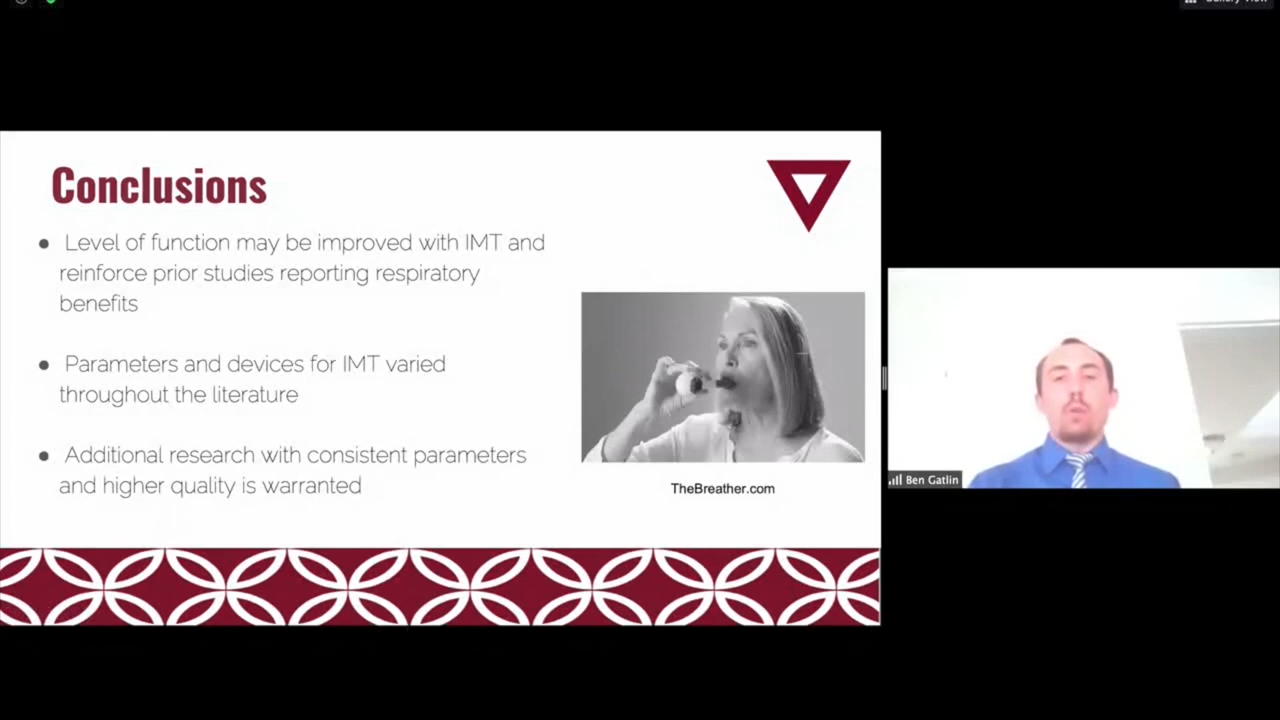 Gallery View
Conclusions
● Level of function may be improved with IMT and
reinforce prior studies reporting respiratory
benefits
● Parameters and devices for IMT varied
throughout the literature
● Additional research with consistent parameters
and higher quality is warranted
TheBreather.com
Ben Gatlin